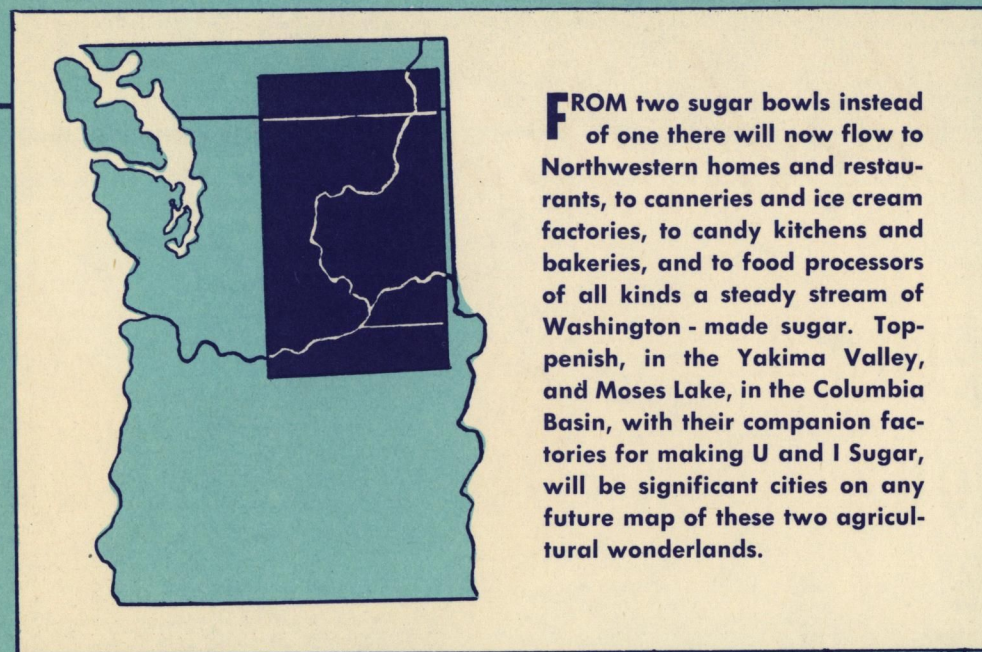 FROM two sugar bowls instead
of one there will now flow to
Northwestern homes and restau-
rants, to canneries and ice cream
factories, to candy kitchens and
bakeries, and to food processors
of all kinds a steady stream of
Washington - made sugar. Top-
penish, in the Yakima Valley,
and Moses Lake, in the Columbia
Basin, with their companion fac-
tories for making U and I Sugar,
will be significant cities on any
future map of these two agricul-
tural wonderlands.